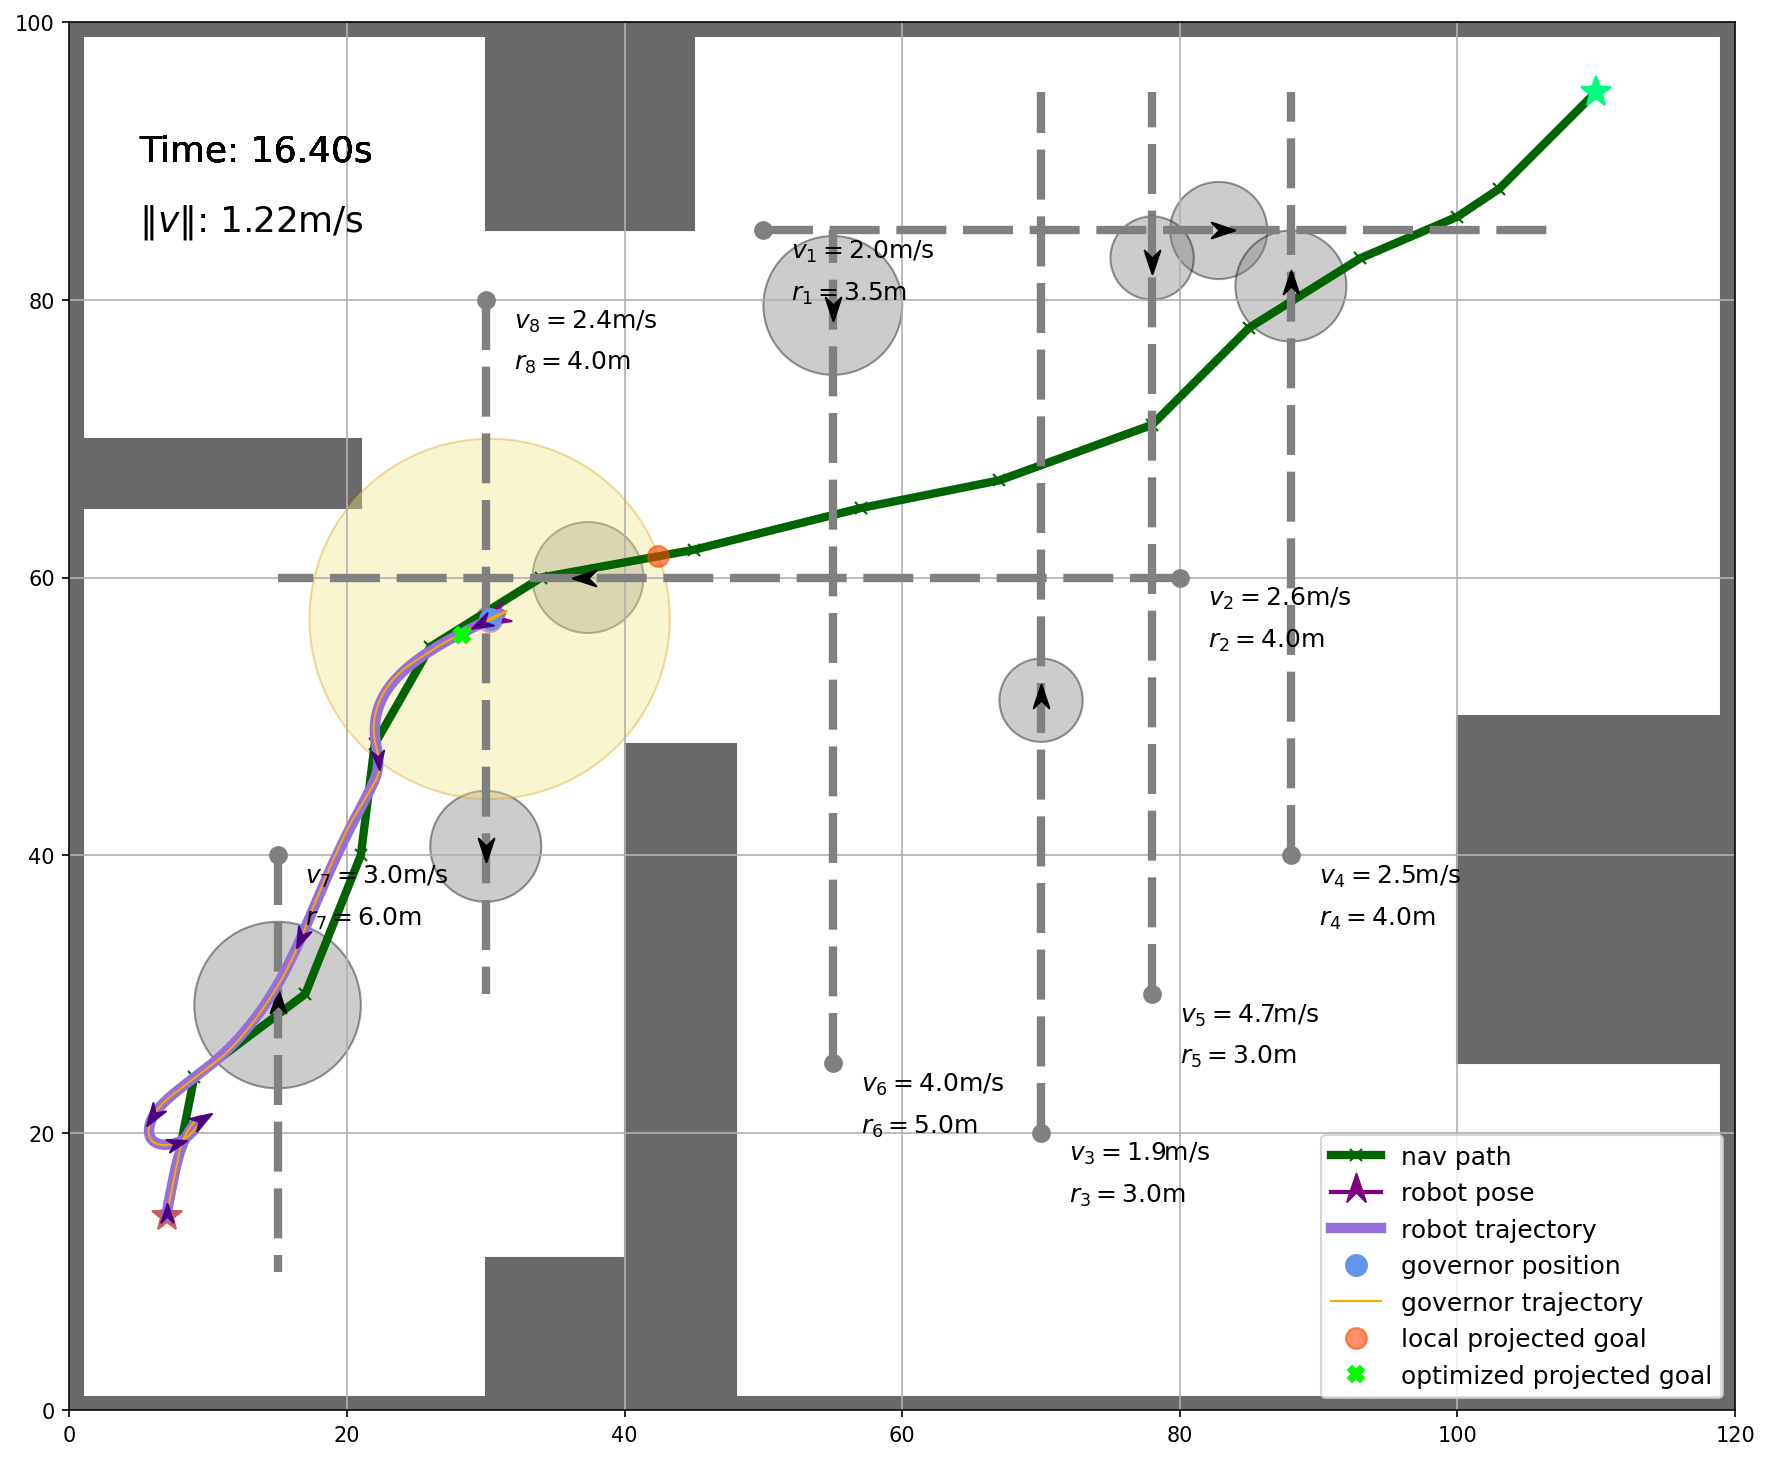 100
80
60
40
20
0
Time: 16.40s
‖v‖: 1.22m/s
v₁ = 2.0m/s
r₁ = 3.5m
v₈ = 2.4m/s
r₈ = 4.0m
v₂ = 2.6m/s
r₂ = 4.0m
v₇ = 3.0m/s
r₇ = 6.0m
v₄ = 2.5m/s
r₄ = 4.0m
v₅ = 4.7m/s
r₅ = 3.0m
v₆ = 4.0m/s
r₆ = 5.0m
v₃ = 1.9m/s
r₃ = 3.0m
nav path
robot pose
robot trajectory
governor position
governor trajectory
local projected goal
optimized projected goal
0 20 40 60 80 100 120